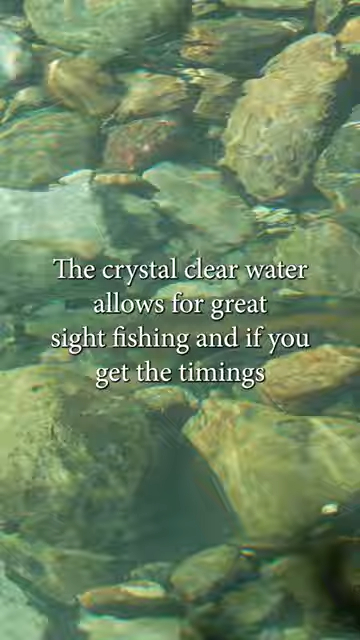 The crystal clear water
allows for great
sight fishing and if you
get the timings